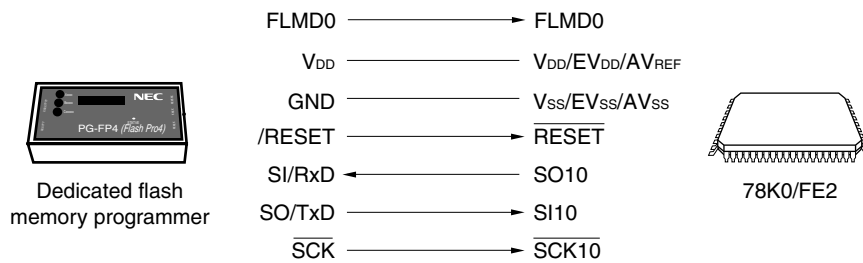 FLMD0 FLMD0
VDD VDD/EVDD/AVREF
GND VSS/EVSS/AVSS
/RESET RESET
SI/RxD SO10
SO/TxD SI10
SCK SCK10
NEC
PG-FP4 (Flash Pro4)
Dedicated flash
memory programmer
78K0/FE2